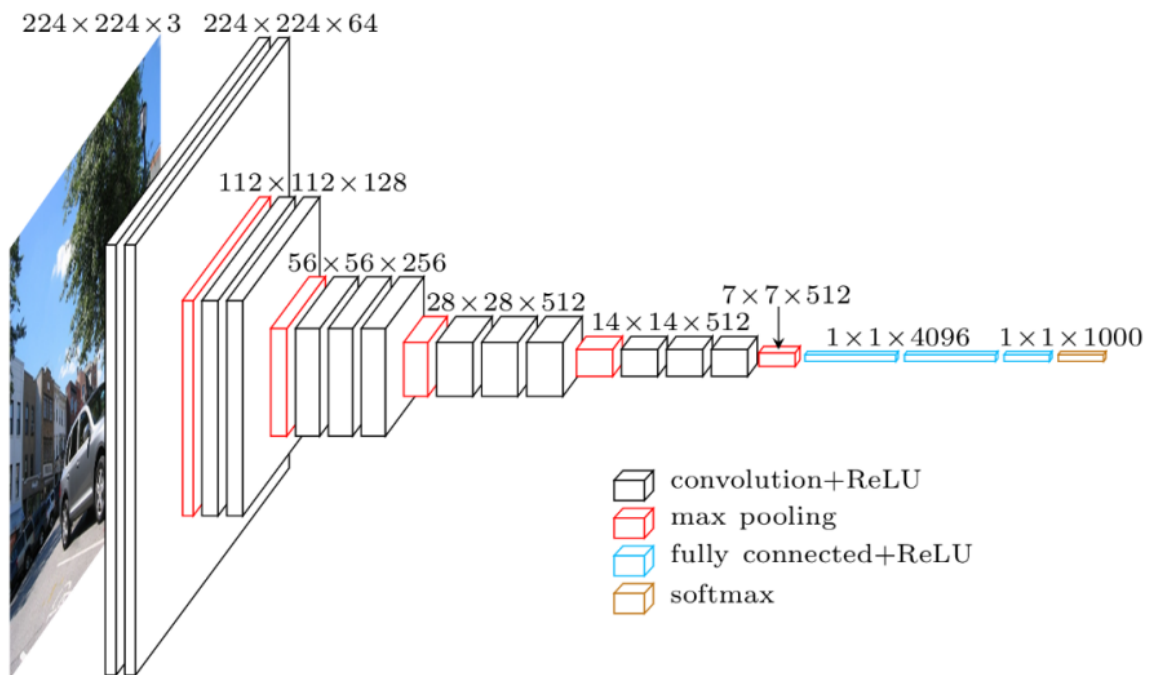 224×224×3
224×224×64
112×112×128
56×56×256
28×28×512
14×14×512
7×7×512
1×1×4096
1×1×1000
convolution+ReLU
max pooling
fully connected+ReLU
softmax